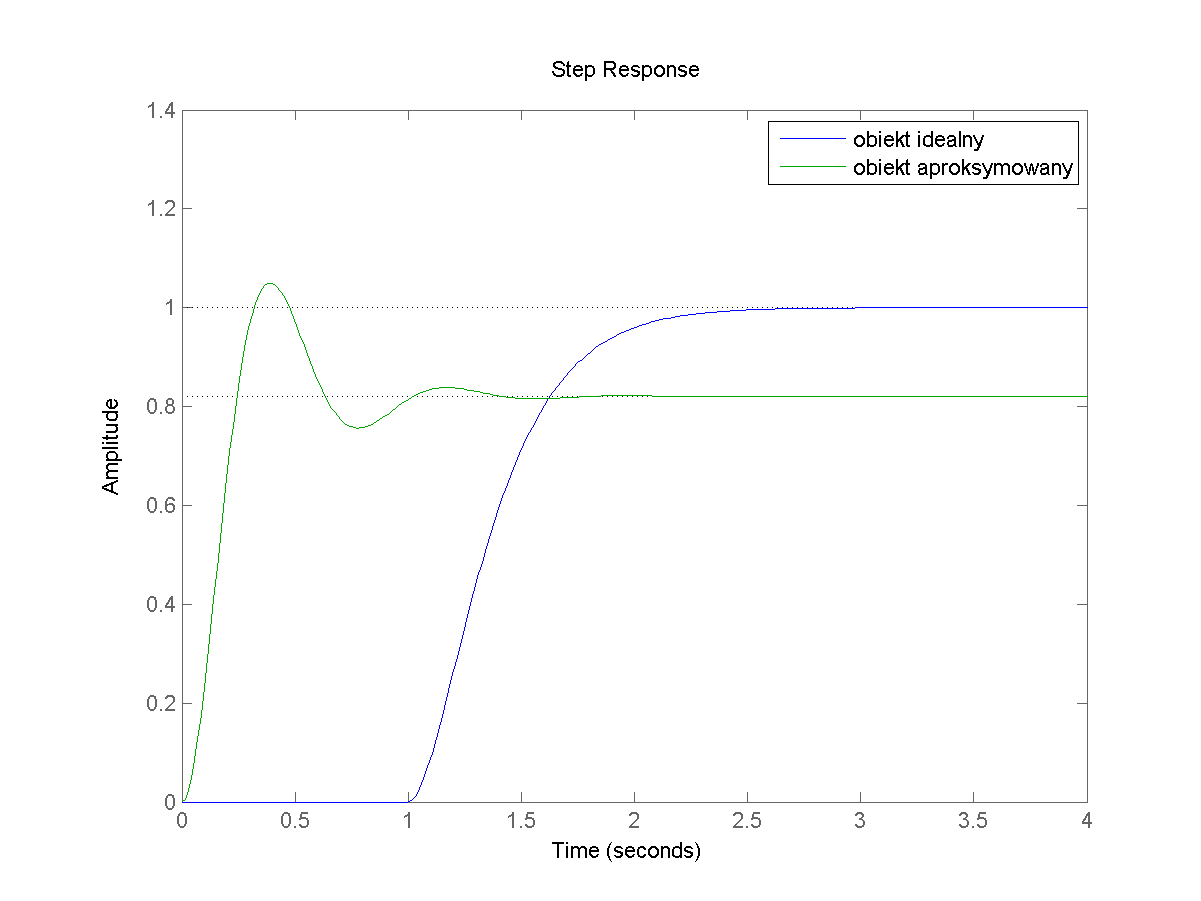 Step Response
1.4
1.2
1
0.8
0.6
0.4
0.2
0
Amplitude
obiekt idealny
obiekt aproksymowany
0 0.5 1 1.5 2 2.5 3 3.5 4
Time (seconds)